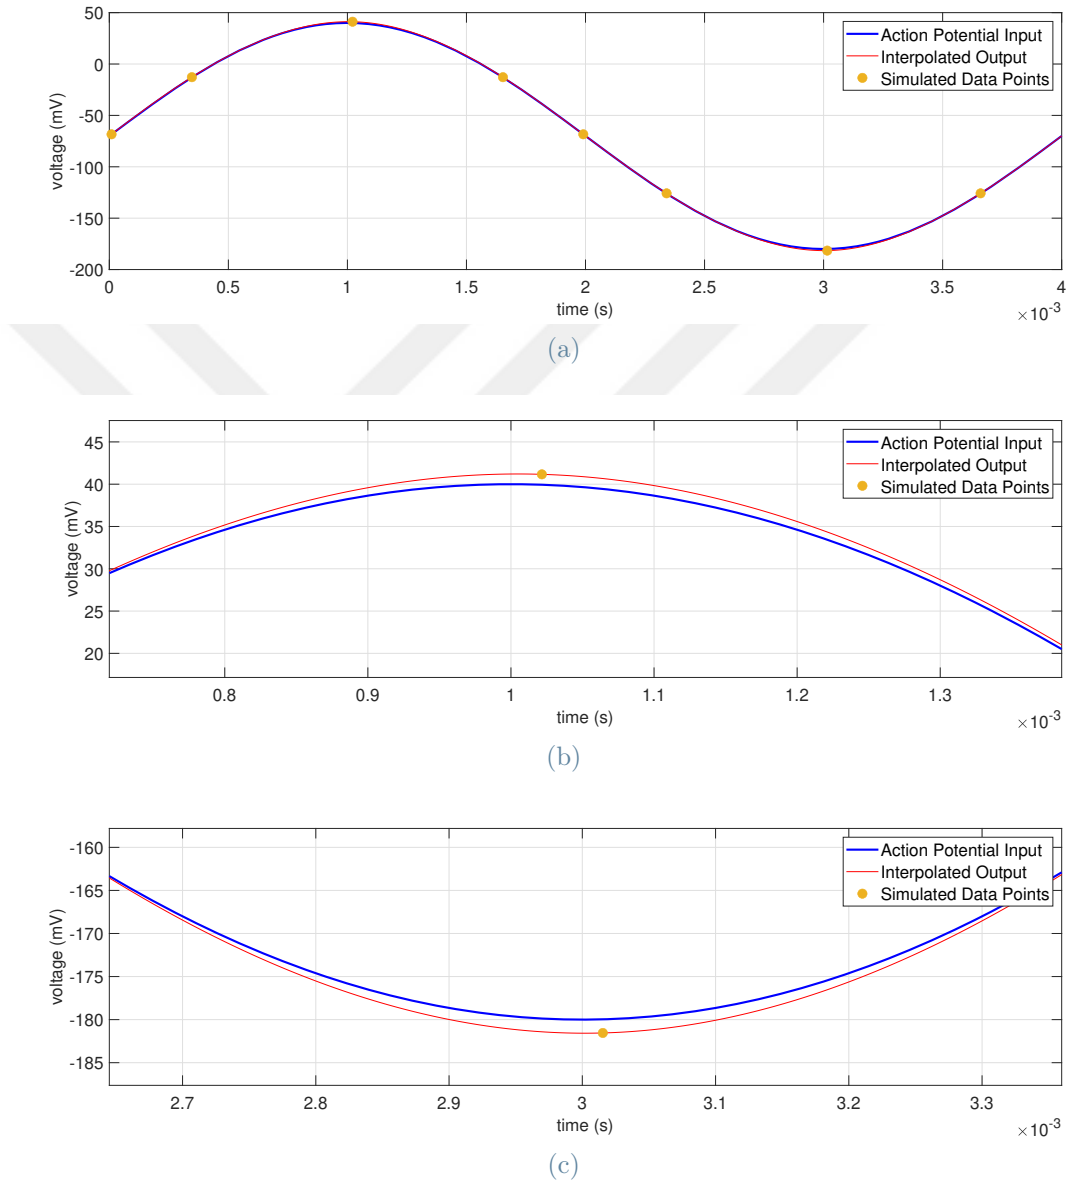 50
0
-50
-100
-150
-200
voltage (mV)
Action Potential Input
Interpolated Output
Simulated Data Points
0 0.5 1 1.5 2 2.5 3 3.5 4
time (s)
×10-3
(a)
45
40
35
30
25
20
voltage (mV)
Action Potential Input
Interpolated Output
Simulated Data Points
0.8 0.9 1 1.1 1.2 1.3
time (s)
×10-3
(b)
-160
-165
-170
-175
-180
-185
voltage (mV)
Action Potential Input
Interpolated Output
Simulated Data Points
2.7 2.8 2.9 3 3.1 3.2 3.3
time (s)
×10-3
(c)